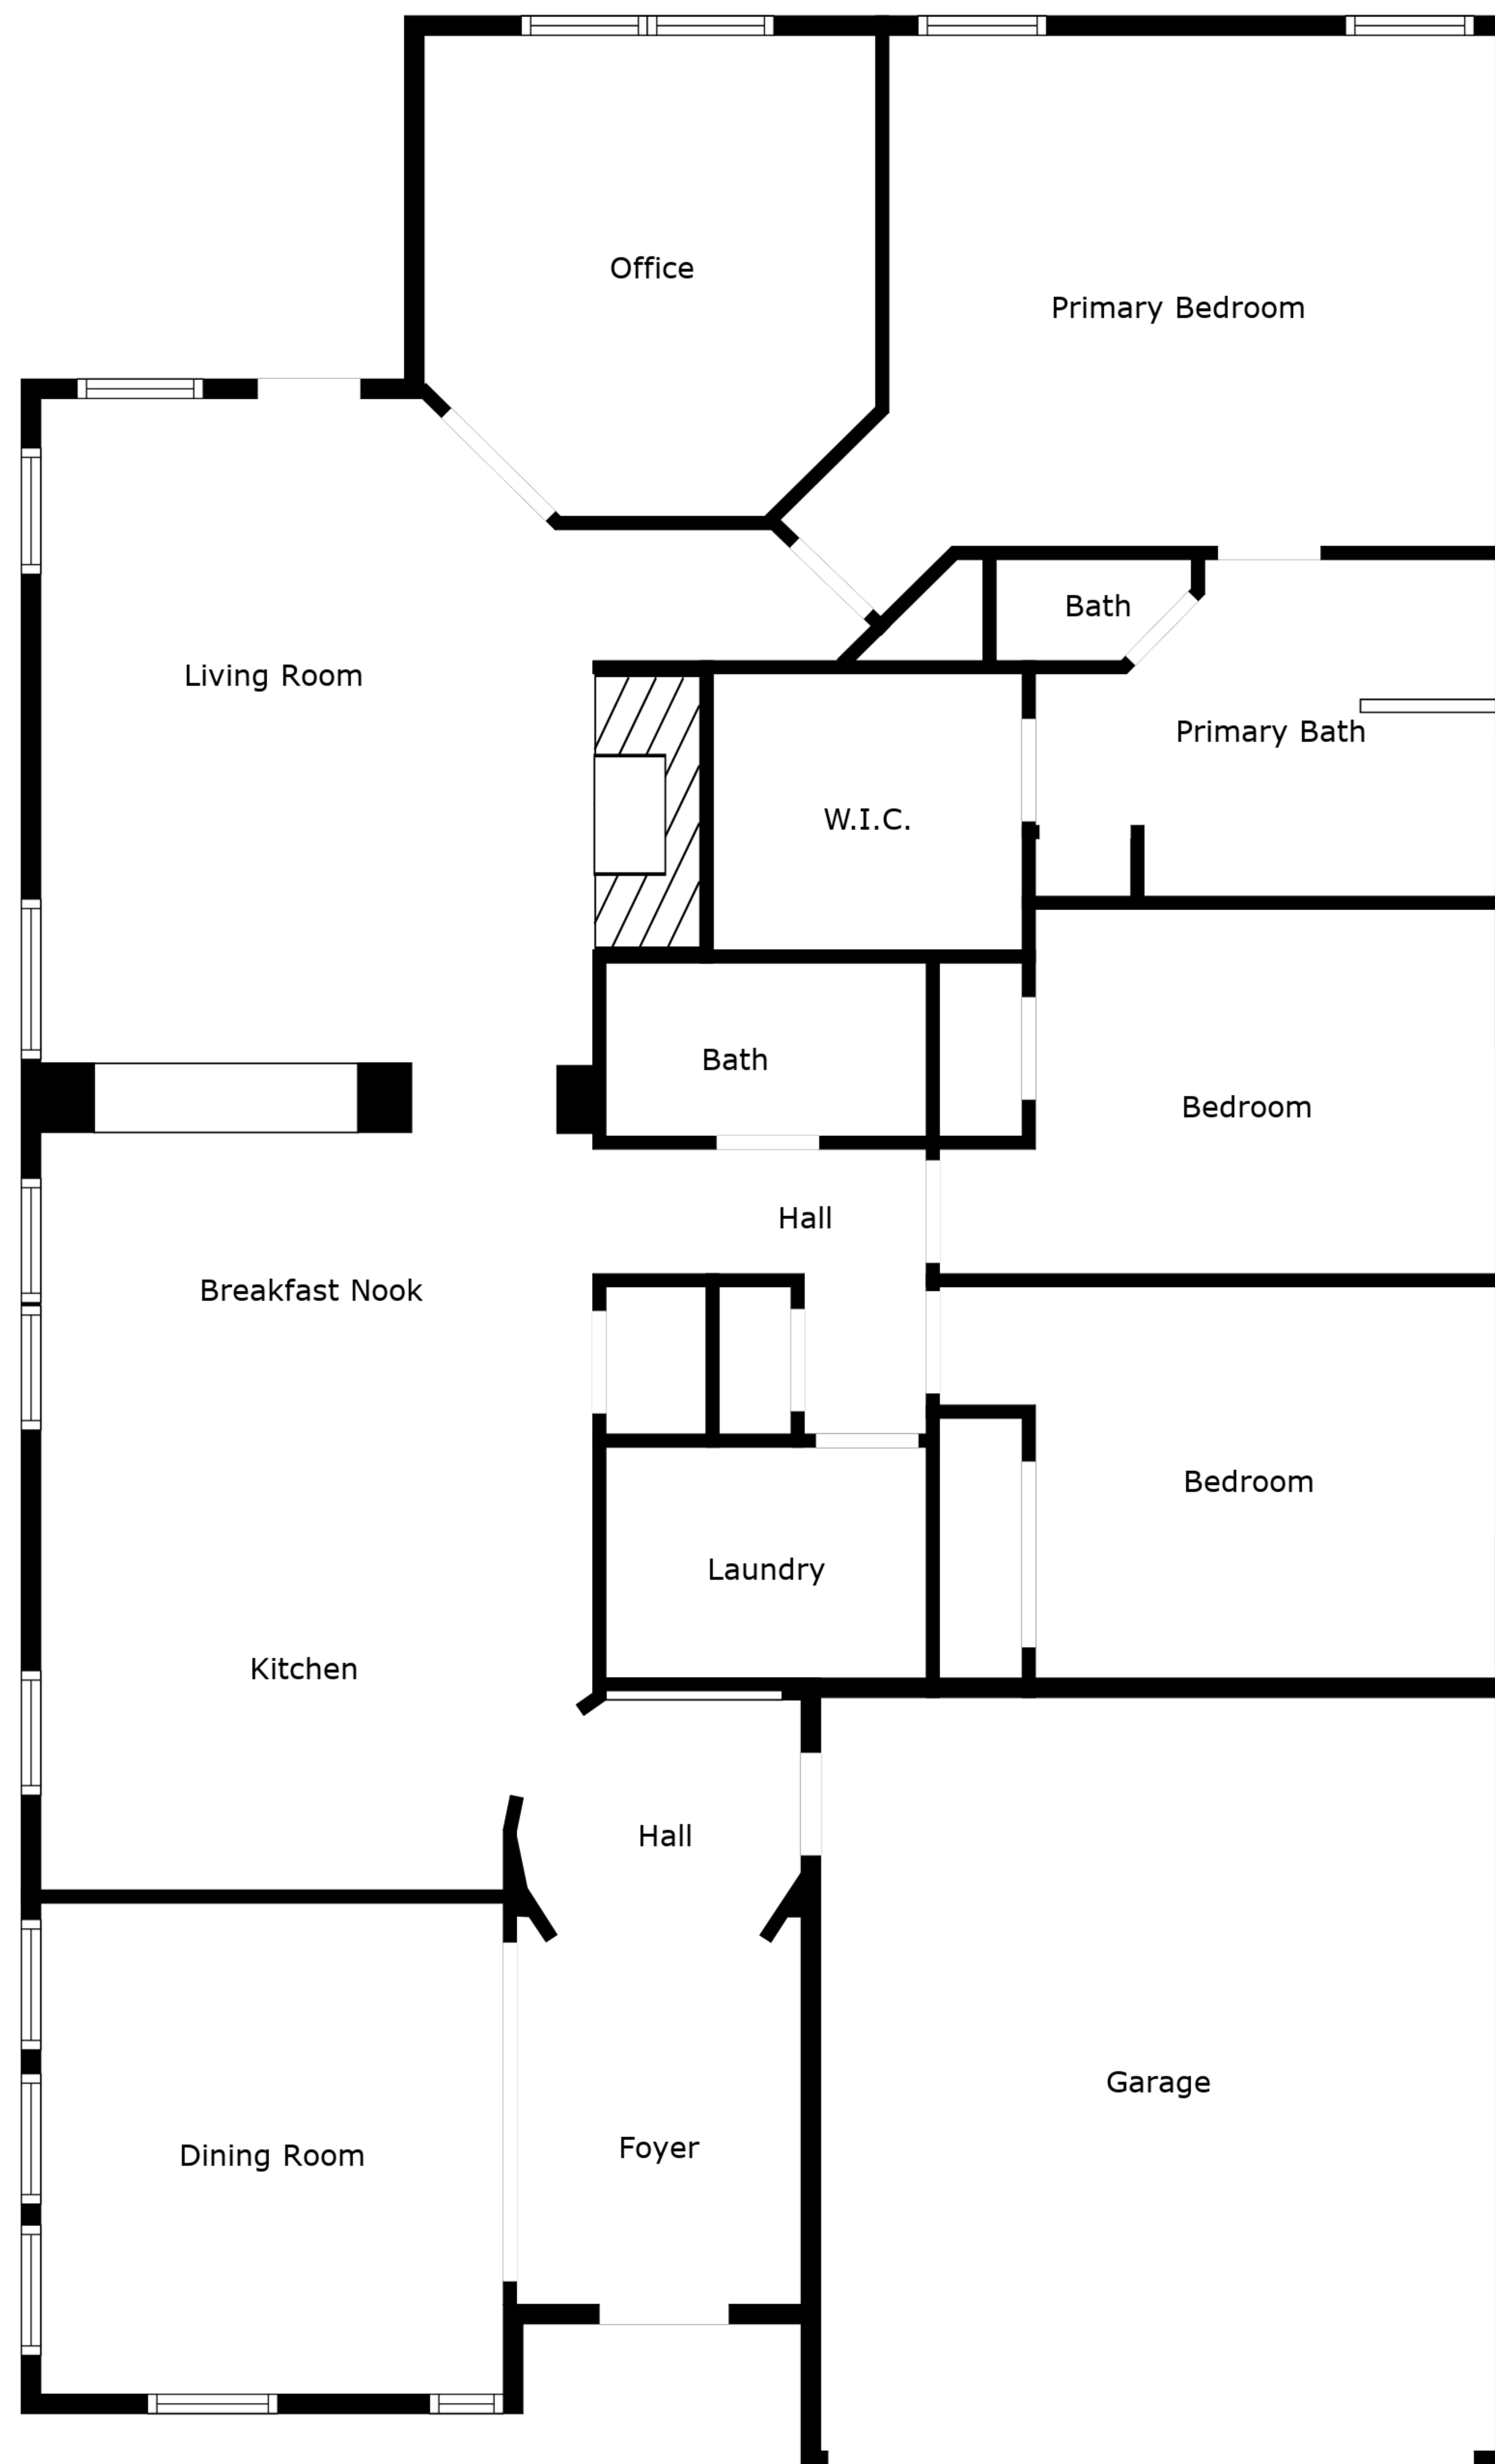 Office
Primary Bedroom
Bath
Living Room
Primary Bath
W.I.C.
Bath
Bedroom
Hall
Breakfast Nook
Bedroom
Laundry
Kitchen
Hall
Garage
Foyer
Dining Room